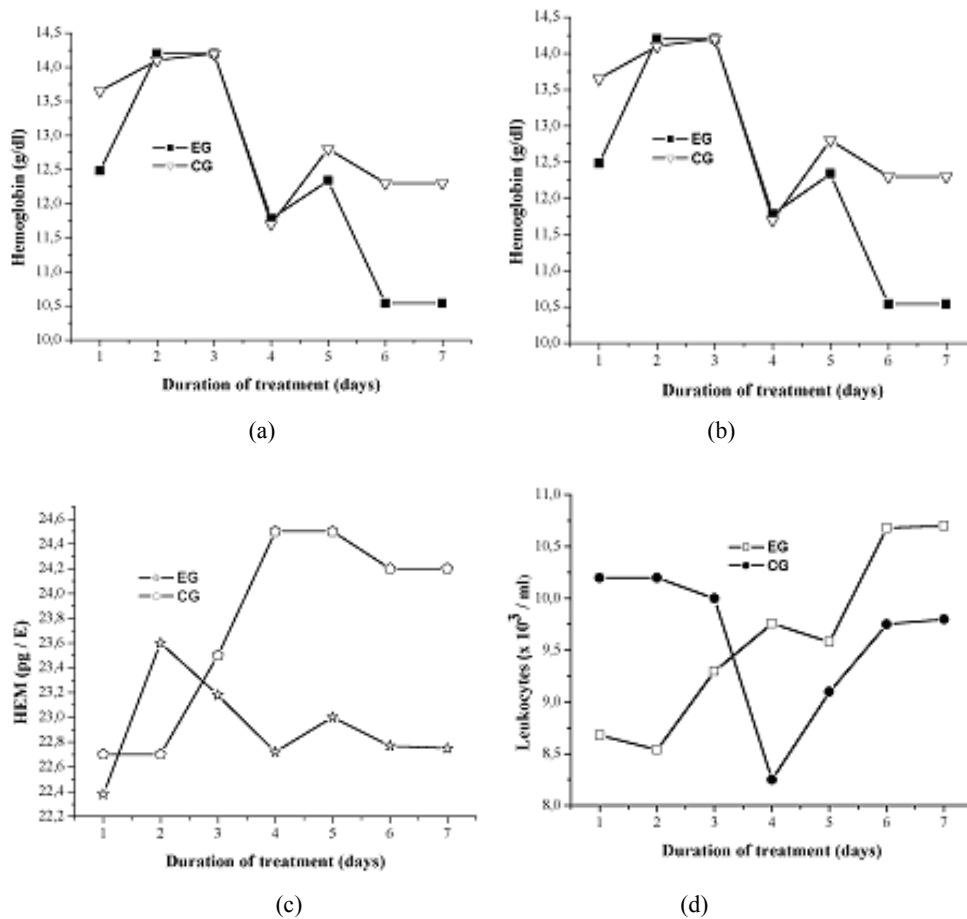 14,5
14,0
13,5
13,0
12,5
12,0
11,5
11,0
10,5
10,0
Hemoglobin (g/dl)
EG
CG
1 2 3 4 5 6 7
Duration of treatment (days)
(a)
14,5
14,0
13,5
13,0
12,5
12,0
11,5
11,0
10,5
10,0
Hemoglobin (g/dl)
EG
CG
1 2 3 4 5 6 7
Duration of treatment (days)
(b)
24,6
24,4
24,2
24,0
23,8
23,6
23,4
23,2
23,0
22,8
22,6
22,4
22,2
HEM (pg / E)
EG
CG
1 2 3 4 5 6 7
Duration of treatment (days)
(c)
11,0
10,5
10,0
9,5
9,0
8,5
8,0
Leukocytes (x 10³ / ml)
EG
CG
1 2 3 4 5 6 7
Duration of treatment (days)
(d)